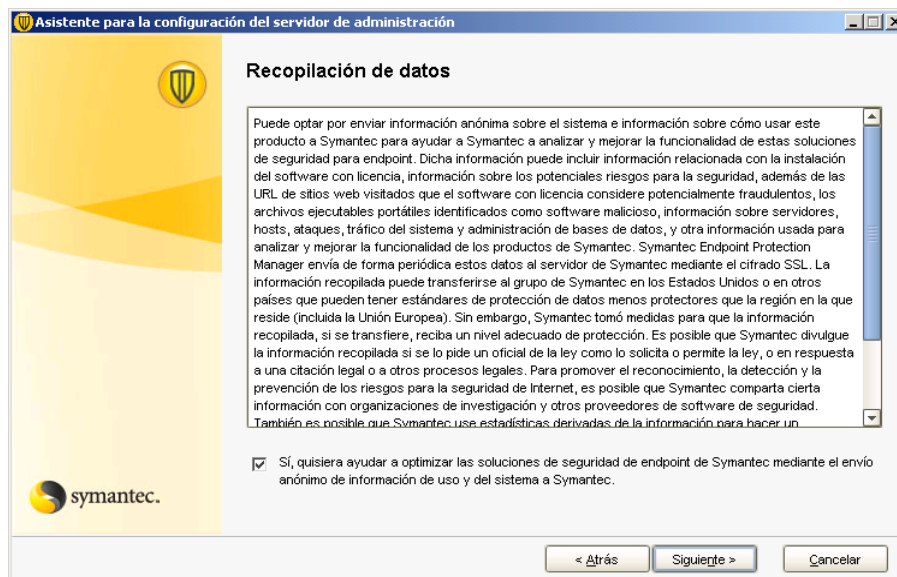 Asistente para la configuración del servidor de administración
Recopilación de datos
Puede optar por enviar información anónima sobre el sistema e información sobre cómo usar este
producto a Symantec para ayudar a Symantec a analizar y mejorar la funcionalidad de estas soluciones
de seguridad para endpoint. Dicha información puede incluir información relacionada con la instalación
del software con licencia, información sobre los potenciales riesgos para la seguridad, además de las
URL de sitios web visitados que el software con licencia considere potencialmente fraudulentos, los
archivos ejecutables portátiles identificados como software malicioso, información sobre servidores,
hosts, ataques, tráfico del sistema y administración de bases de datos, y otra información usada para
analizar y mejorar la funcionalidad de los productos de Symantec. Symantec Endpoint Protection
Manager envía de forma periódica estos datos al servidor de Symantec mediante el cifrado SSL. La
información recopilada puede transferirse al grupo de Symantec en los Estados Unidos o en otros
países que pueden tener estándares de protección de datos menos protectores que la región en la que
reside (incluida la Unión Europea). Sin embargo, Symantec tomó medidas para que la información
recopilada, si se transfiere, reciba un nivel adecuado de protección. Es posible que Symantec divulgue
la información recopilada si se lo pide un oficial de la ley como lo solicita o permite la ley, o en respuesta
a una citación legal o a otros procesos legales. Para promover el reconocimiento, la detección y la
prevención de los riesgos para la seguridad de Internet, es posible que Symantec comparta cierta
información con organizaciones de investigación y otros proveedores de software de seguridad.
También es posible que Symantec use estadísticas derivadas de la información para hacer un
Sí, quisiera ayudar a optimizar las soluciones de seguridad de endpoint de Symantec mediante el envío
anónimo de información de uso y del sistema a Symantec.
symantec.
< Atrás
Siguiente >
Cancelar